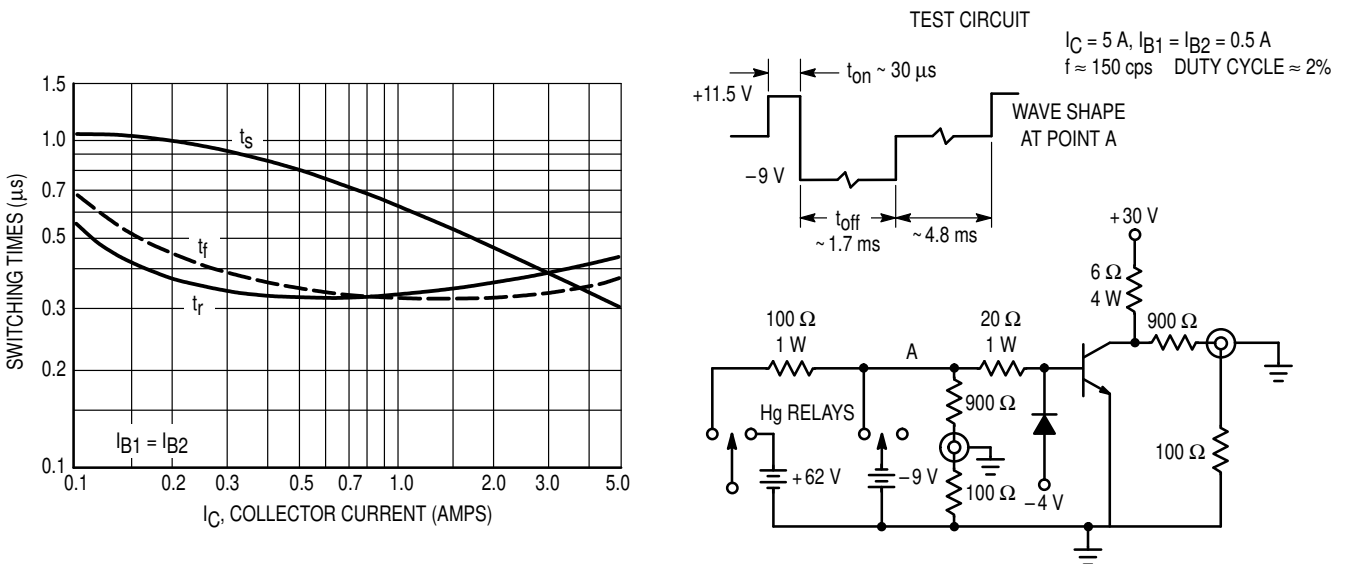 1.5
1.0
0.7
0.5
0.3
0.2
0.1
SWITCHING TIMES (μs)
ts
tf
tr
IB1 = IB2
0.1 0.2 0.3 0.5 0.7 1.0 2.0 3.0 5.0
IC, COLLECTOR CURRENT (AMPS)
TEST CIRCUIT
IC = 5 A, IB1 = IB2 = 0.5 A
f ≈ 150 cps DUTY CYCLE ≈ 2%
ton ~ 30 μs
+11.5 V
WAVE SHAPE
AT POINT A
−9 V
toff
~ 1.7 ms
~ 4.8 ms
+30 V
6 Ω
4 W
900 Ω
100 Ω
1 W
A
20 Ω
1 W
900 Ω
Hg RELAYS
+62 V
−9 V
100 Ω
−4 V
100 Ω